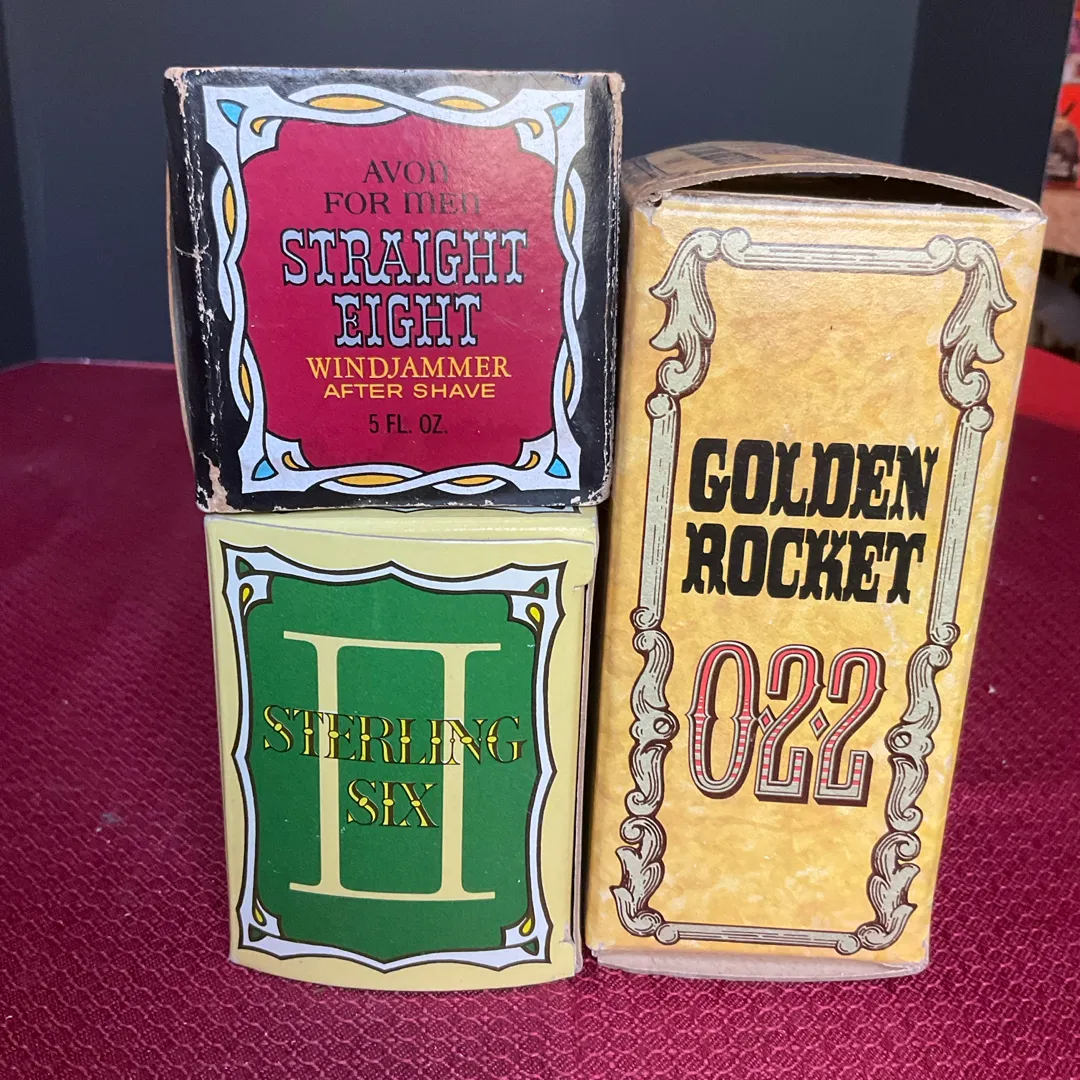 AVON
FOR MEN
STRAIGHT
EIGHT
WINDJAMMER
AFTER SHAVE
5 FL. OZ.
II
STERLING
SIX
GOLDEN
ROCKET
0·2·2